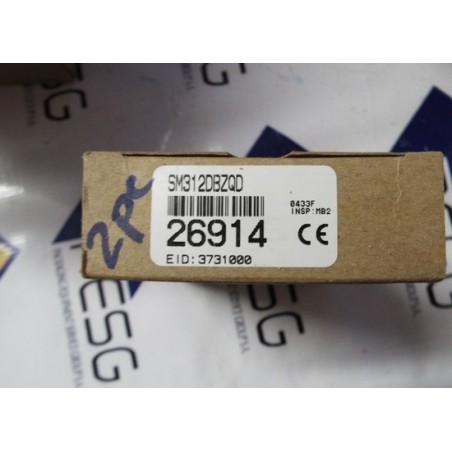 SM312DBZQD
0433F
INSP:MB2
26914
CE
EID:3731000
2pc
ESG
ESG